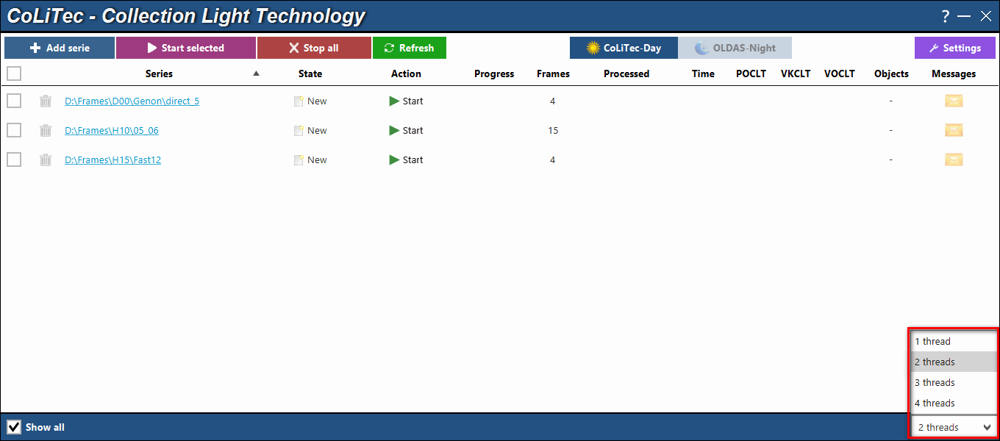 CoLiTec - Collection Light Technology
Add serie Start selected Stop all Refresh CoLiTec-Day OLDAS-Night Settings
Series State Action Progress Frames Processed Time POCLT VKCLT VOCLT Objects Messages
D:\Frames\D00\Genon\direct_5 New Start 4 -
D:\Frames\H10\05_06 New Start 15 -
D:\Frames\H15\Fast12 New Start 4 -
1 thread
2 threads
3 threads
4 threads
Show all 2 threads